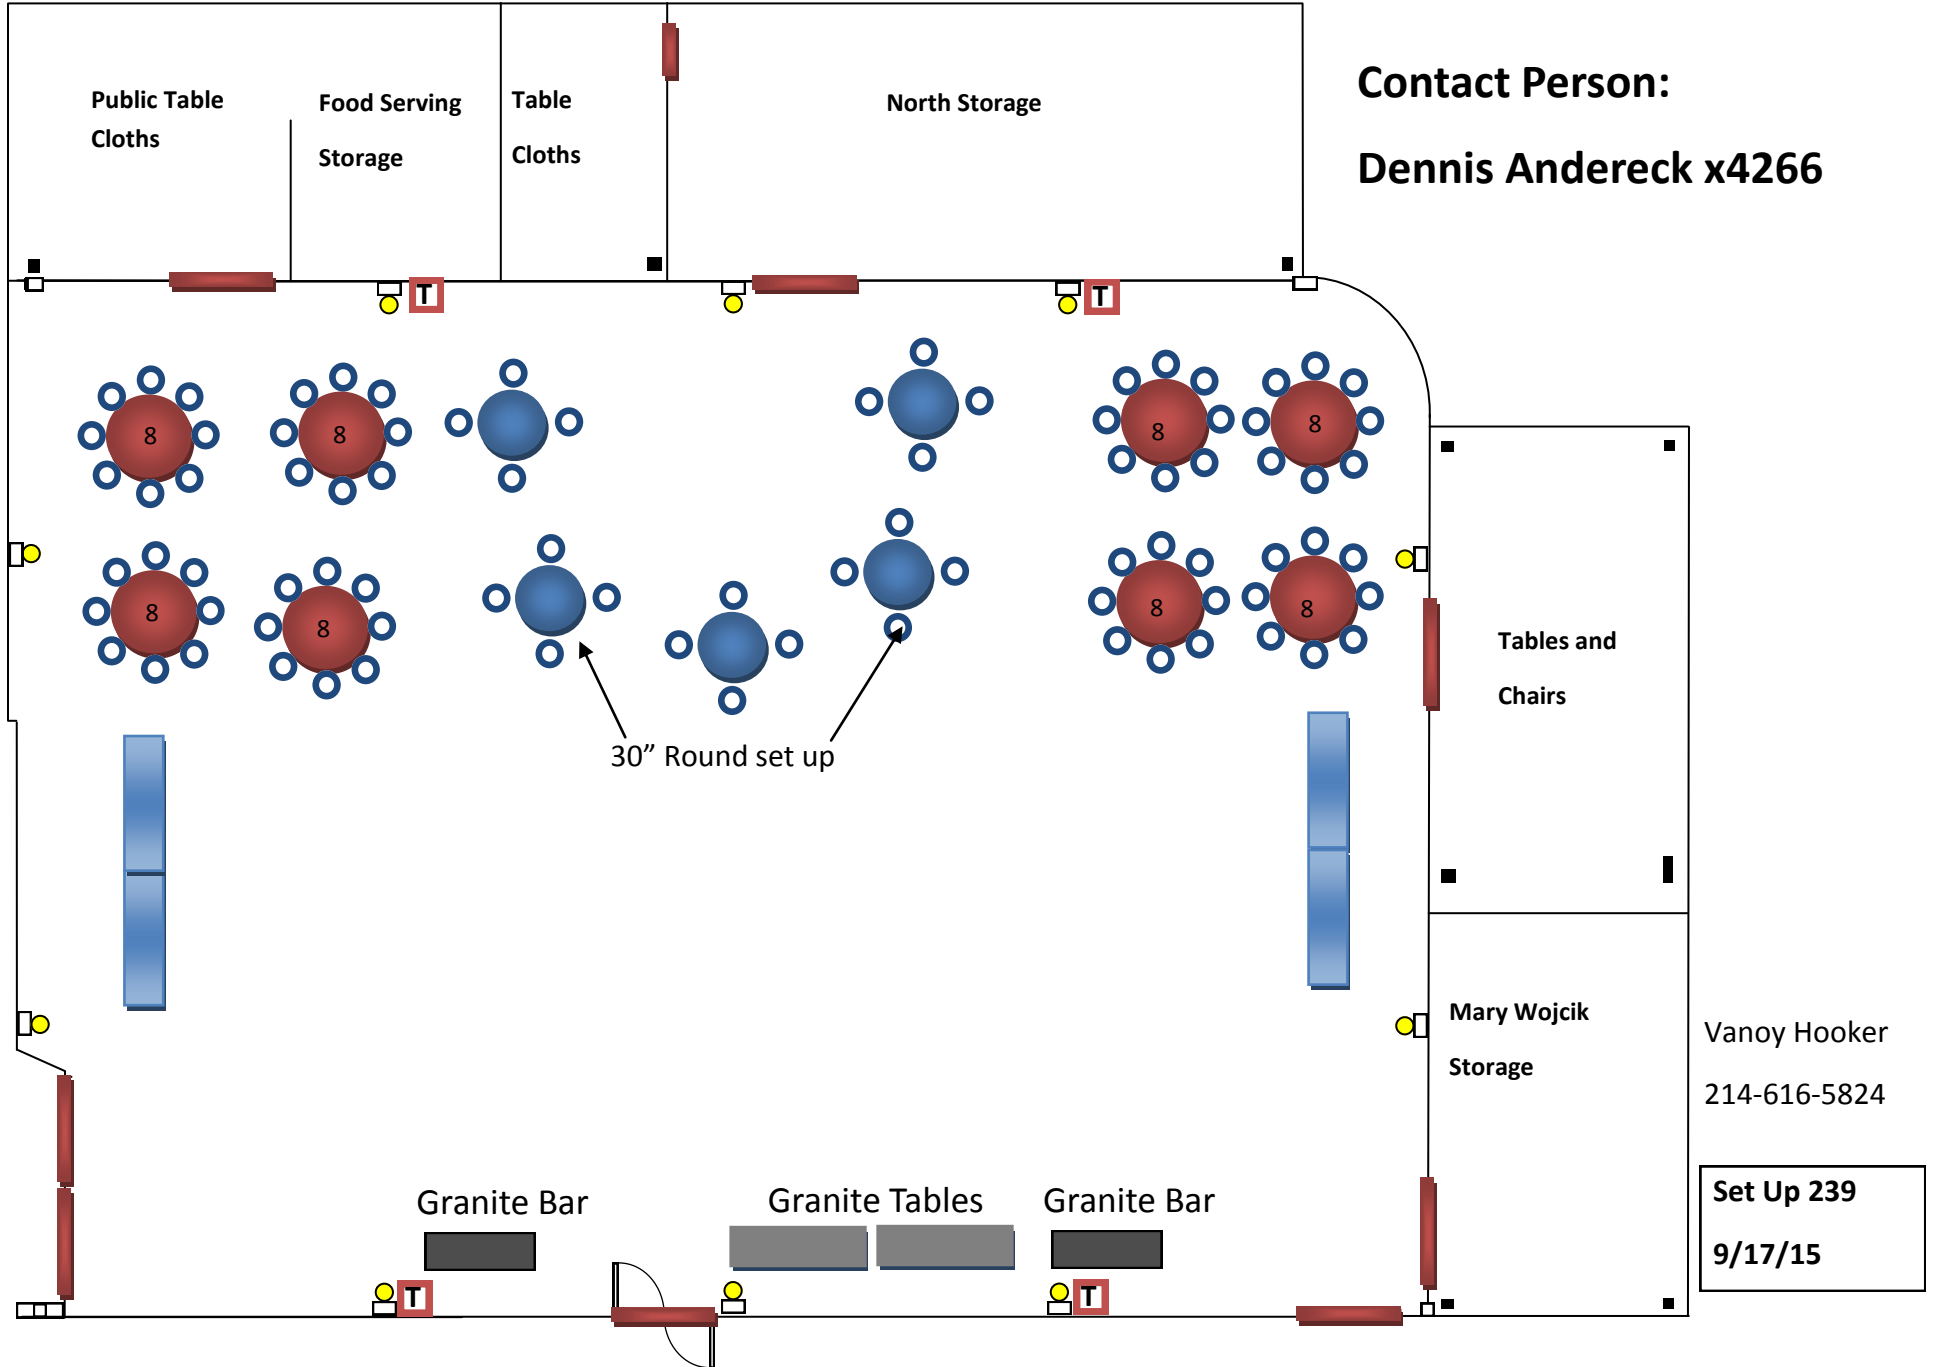 Public Table
Cloths
Food Serving
Storage
Table
Cloths
North Storage
Contact Person:
Dennis Andereck x4266
T
T
8
8
8
8
8
8
8
8
30” Round set up
Tables and
Chairs
Mary Wojcik
Storage
Vanoy Hooker
214-616-5824
Set Up 239
9/17/15
Granite Bar
Granite Tables
Granite Bar
T
T